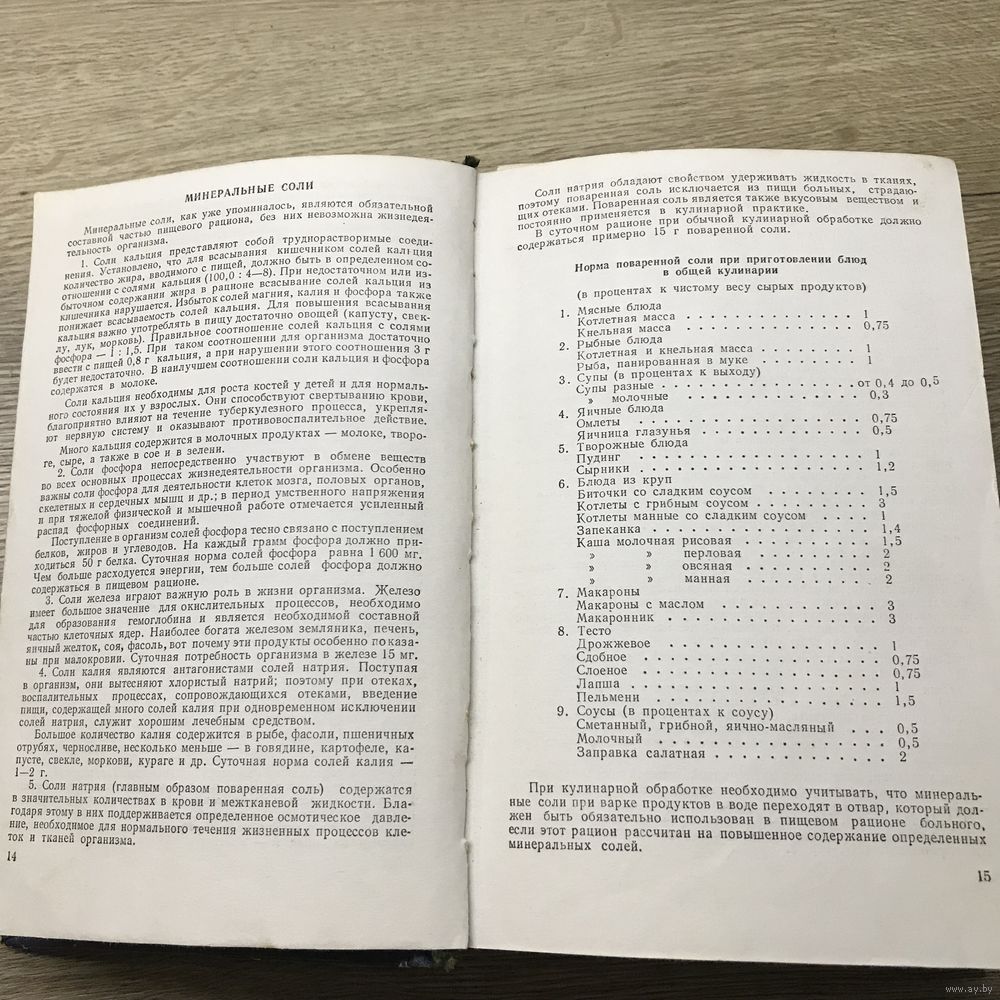 МИНЕРАЛЬНЫЕ СОЛИ
Минеральные соли, как уже упоминалось, являются обязательной
составной частью пищевого рациона, без них невозможна жизнедея-
тельность организма.
1. Соли кальция представляют собой труднорастворимые соеди-
нения. Установлено, что для всасывания кишечником солей кальция
количество жира, вводимого с пищей, должно быть в определенном со-
отношении с солями кальция (100,0 : 4—8). При недостаточном или из-
быточном содержании жира в рационе всасывание солей кальция из
кишечника нарушается. Избыток солей магния, калия и фосфора также
понижает всасываемость солей кальция. Для повышения всасывания
кальция важно употреблять в пищу достаточно овощей (капусту, свек-
лу, лук, морковь). Правильное соотношение солей кальция с солями
фосфора — 1 : 1,5. При таком соотношении для организма достаточно
ввести с пищей 0,8 г кальция, а при нарушении этого соотношения 3 г
будет недостаточно. В наилучшем соотношении соли кальция и фосфора
содержатся в молоке.
Соли кальция необходимы для роста костей у детей и для нормаль-
ного состояния их у взрослых. Они способствуют свертыванию крови,
благоприятно влияют на течение туберкулезного процесса, укрепля-
ют нервную систему и оказывают противовоспалительное действие.
Много кальция содержится в молочных продуктах — молоке, творо-
ге, сыре, а также в сое и в зелени.
2. Соли фосфора непосредственно участвуют в обмене веществ
во всех основных процессах жизнедеятельности организма. Особенно
важны соли фосфора для деятельности клеток мозга, половых органов,
скелетных и сердечных мышц и др.; в период умственного напряжения
и при тяжелой физической и мышечной работе отмечается усиленный
распад фосфорных соединений.
Поступление в организм солей фосфора тесно связано с поступлением
белков, жиров и углеводов. На каждый грамм фосфора должно при-
ходиться 50 г белка. Суточная норма солей фосфора равна 1 600 мг.
Чем больше расходуется энергии, тем больше солей фосфора должно
содержаться в пищевом рационе.
3. Соли железа играют важную роль в жизни организма. Железо
имеет большое значение для окислительных процессов, необходимо
для образования гемоглобина и является необходимой составной
частью клеточных ядер. Наиболее богата железом земляника, печень,
яичный желток, соя, фасоль, вот почему эти продукты особенно показа-
ны при малокровии. Суточная потребность организма в железе 15 мг.
4. Соли калия являются антагонистами солей натрия. Поступая
в организм, они вытесняют хлористый натрий; поэтому при отеках,
воспалительных процессах, сопровождающихся отеками, введение
пищи, содержащей много солей калия при одновременном исключении
солей натрия, служит хорошим лечебным средством.
Большое количество калия содержится в рыбе, фасоли, пшеничных
отрубях, черносливе, несколько меньше — в говядине, картофеле, ка-
пусте, свекле, моркови, кураге и др. Суточная норма солей калия —
1—2 г.
5. Соли натрия (главным образом поваренная соль) содержатся
в значительных количествах в крови и межтканевой жидкости. Бла-
годаря этому в них поддерживается определенное осмотическое давле-
ние, необходимое для нормального течения жизненных процессов кле-
ток и тканей организма.
14
Соли натрия обладают свойством удерживать жидкость в тканях,
поэтому поваренная соль исключается из пищи больных, страдаю-
щих отеками. Поваренная соль является также вкусовым веществом и
постоянно применяется в кулинарной практике.
В суточном рационе при обычной кулинарной обработке должно
содержаться примерно 15 г поваренной соли.
Норма поваренной соли при приготовлении блюд
в общей кулинарии
(в процентах к чистому весу сырых продуктов)
1. Мясные блюда
Котлетная масса . . . . . . . . . . . 1
Кнельная масса . . . . . . . . . . . 0,75
2. Рыбные блюда
Котлетная и кнельная масса . . . . . . 1
Рыба, панированная в муке . . . . . . 1
3. Супы (в процентах к выходу)
Супы разные . . . . . . . . . . . . от 0,4 до 0,5
» молочные . . . . . . . . . . . 0,3
4. Яичные блюда
Омлеты . . . . . . . . . . . . . 0,75
Яичница глазунья . . . . . . . . . . 0,5
5. Творожные блюда
Пудинг . . . . . . . . . . . . . . 1
Сырники . . . . . . . . . . . . . 1,2
6. Блюда из круп
Биточки со сладким соусом . . . . . . . 1,5
Котлеты с грибным соусом . . . . . . . 3
Котлеты манные со сладким соусом . . . . 1
Запеканка . . . . . . . . . . . . . 1,4
Каша молочная рисовая . . . . . . . . 1,5
» » перловая . . . . . . . 2
» » овсяная . . . . . . . . 2
» » манная . . . . . . . . 2
7. Макароны
Макароны с маслом . . . . . . . . . 3
Макаронник . . . . . . . . . . . . 3
8. Тесто
Дрожжевое . . . . . . . . . . . . 1
Сдобное . . . . . . . . . . . . . 0,75
Слоеное . . . . . . . . . . . . . 0,75
Лапша . . . . . . . . . . . . . . 1
Пельмени . . . . . . . . . . . . . 1,5
9. Соусы (в процентах к соусу)
Сметанный, грибной, яично-масляный . . . 0,5
Молочный . . . . . . . . . . . . . 0,5
Заправка салатная . . . . . . . . . . 2
При кулинарной обработке необходимо учитывать, что минераль-
ные соли при варке продуктов в воде переходят в отвар, который дол-
жен быть обязательно использован в пищевом рационе больного,
если этот рацион рассчитан на повышенное содержание определенных
минеральных солей.
15
www.ay.by